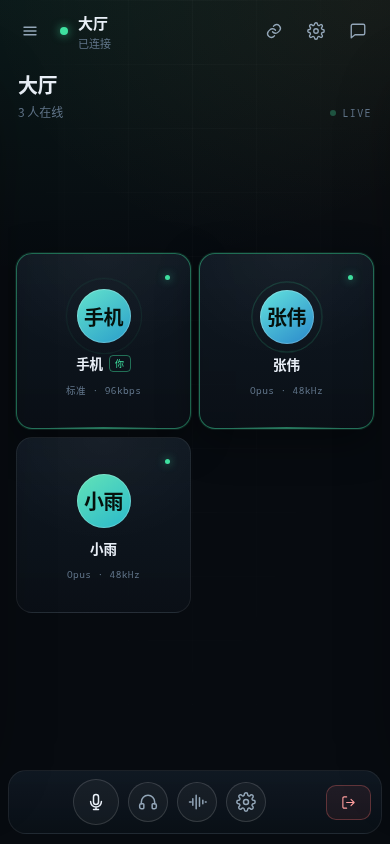 大厅
已连接
大厅
3 人在线
LIVE
手机
手机 你
标准 · 96kbps
张伟
张伟
Opus · 48kHz
小雨
小雨
Opus · 48kHz